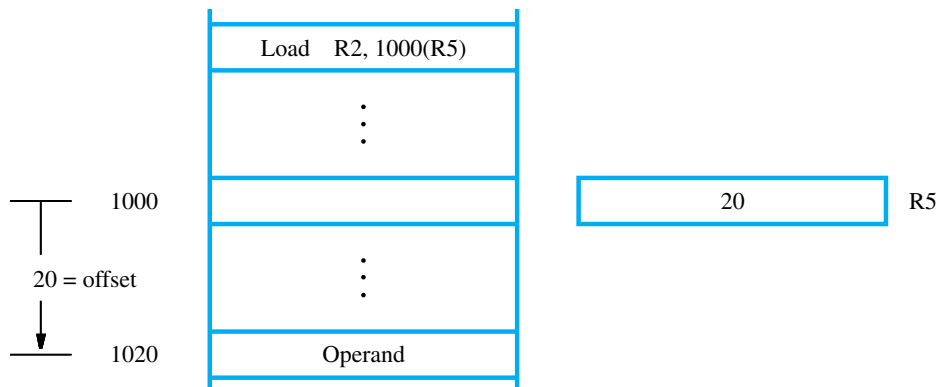 Load R2, 1000(R5)
1000
20
R5
20 = offset
1020
Operand